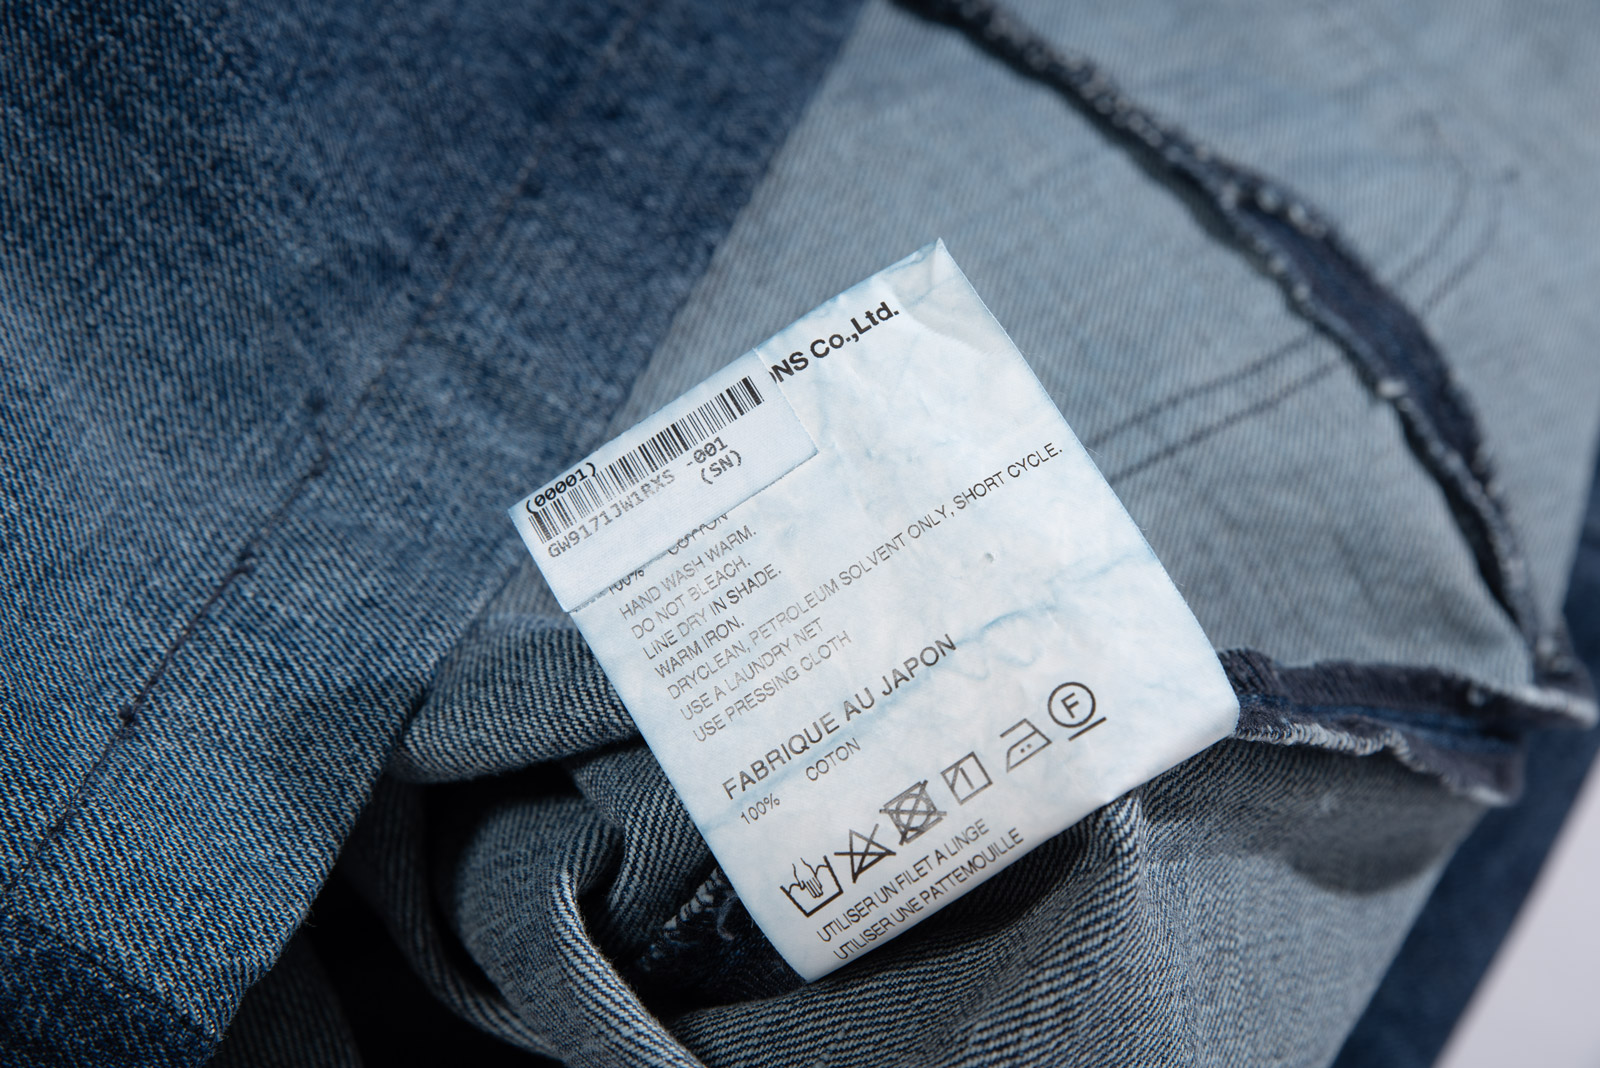 NS Co.,Ltd.
(00001)
GW9171JW1RXS -001
(SN)
100% COTTON
HAND WASH WARM.
DO NOT BLEACH.
LINE DRY IN SHADE.
WARM IRON.
DRYCLEAN, PETROLEUM SOLVENT ONLY, SHORT CYCLE.
USE A LAUNDRY NET
USE PRESSING CLOTH
FABRIQUE AU JAPON
100% COTON
F
UTILISER UN FILET A LINGE
UTILISER UNE PATTEMOUILLE